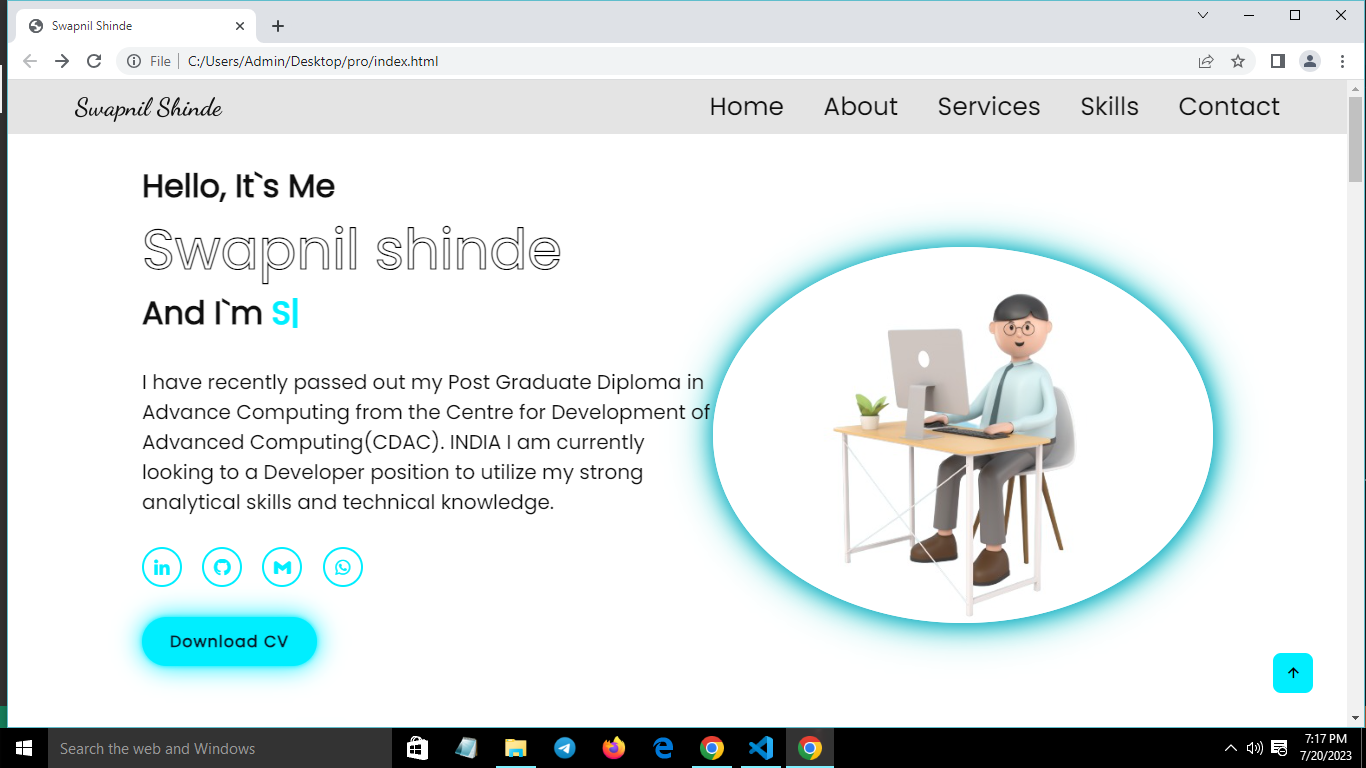 Swapnil Shinde
File
C:/Users/Admin/Desktop/pro/index.html
Swapnil Shinde
Home About Services Skills Contact
Hello, It`s Me
Swapnil shinde
And I`m S|
I have recently passed out my Post Graduate Diploma in
Advance Computing from the Centre for Development of
Advanced Computing(CDAC). INDIA I am currently
looking to a Developer position to utilize my strong
analytical skills and technical knowledge.
in
Download CV
Search the web and Windows
7:17 PM
7/20/2023